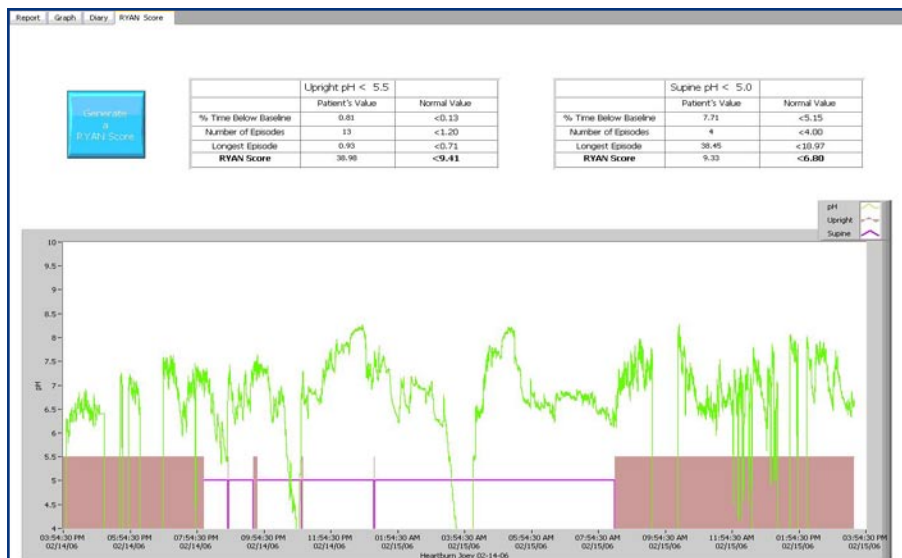 Report Graph Diary RYAN Score
Generate
a
RYAN Score
Upright pH < 5.5
Patient's Value Normal Value
% Time Below Baseline 0.81 <0.13
Number of Episodes 13 <1.20
Longest Episode 0.93 <0.71
RYAN Score 38.98 <9.41
Supine pH < 5.0
Patient's Value Normal Value
% Time Below Baseline 7.71 <5.15
Number of Episodes 4 <4.00
Longest Episode 38.45 <18.97
RYAN Score 9.33 <6.80
pH
Upright
Supine
10
9.5
9
8.5
8
7.5
7
6.5
6
5.5
5
4.5
4
pH
03:54:30 PM 05:54:30 PM 07:54:30 PM 09:54:30 PM 11:54:30 PM 01:54:30 AM 03:54:30 AM 05:54:30 AM 07:54:30 AM 09:54:30 AM 11:54:30 AM 01:54:30 PM 03:54:30 PM
02/14/06 02/14/06 02/14/06 02/14/06 02/14/06 02/15/06 02/15/06 02/15/06 02/15/06 02/15/06 02/15/06 02/15/06 02/15/06
Heartburn Joey 02-14-06